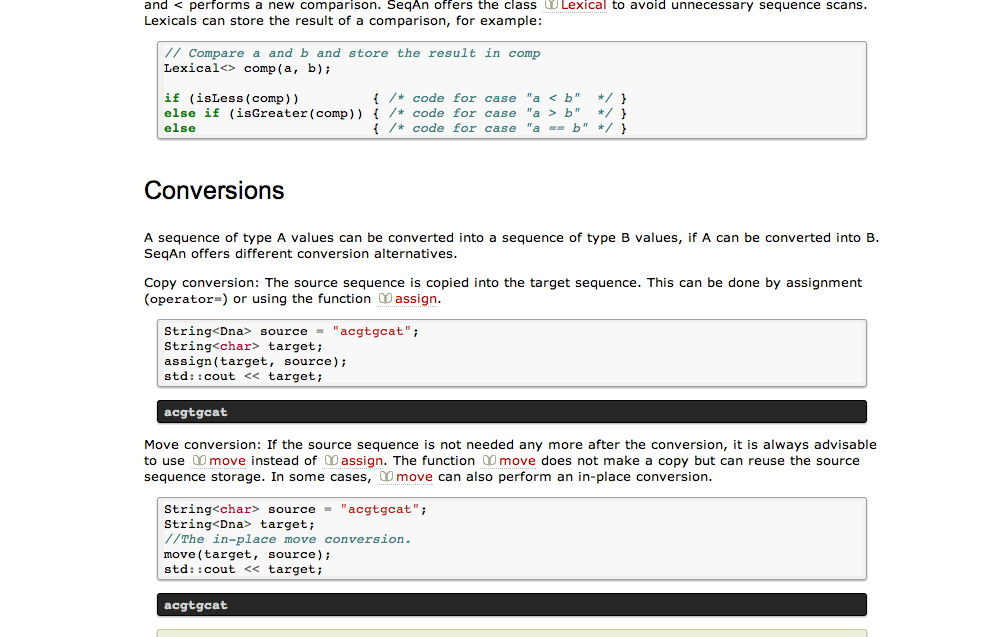 and < performs a new comparison. SeqAn offers the class Lexical to avoid unnecessary sequence scans.
Lexicals can store the result of a comparison, for example:
// Compare a and b and store the result in comp
Lexical<> comp(a, b);
if (isLess(comp))         { /* code for case "a < b"  */ }
else if (isGreater(comp)) { /* code for case "a > b"  */ }
else                      { /* code for case "a == b" */ }
Conversions
A sequence of type A values can be converted into a sequence of type B values, if A can be converted into B.
SeqAn offers different conversion alternatives.
Copy conversion: The source sequence is copied into the target sequence. This can be done by assignment
(operator=) or using the function assign.
String<Dna> source = "acgtgcat";
String<char> target;
assign(target, source);
std::cout << target;
acgtgcat
Move conversion: If the source sequence is not needed any more after the conversion, it is always advisable
to use move instead of assign. The function move does not make a copy but can reuse the source
sequence storage. In some cases, move can also perform an in-place conversion.
String<char> source = "acgtgcat";
String<Dna> target;
//The in-place move conversion.
move(target, source);
std::cout << target;
acgtgcat